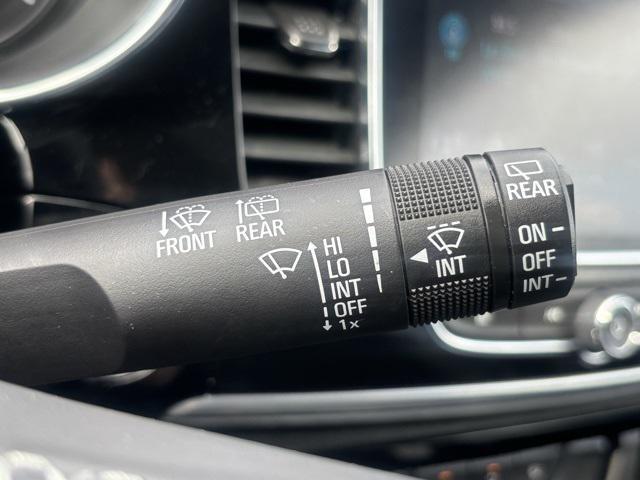 FRONT
REAR
HI
LO
INT
OFF
1x
INT
REAR
ON
OFF
INT